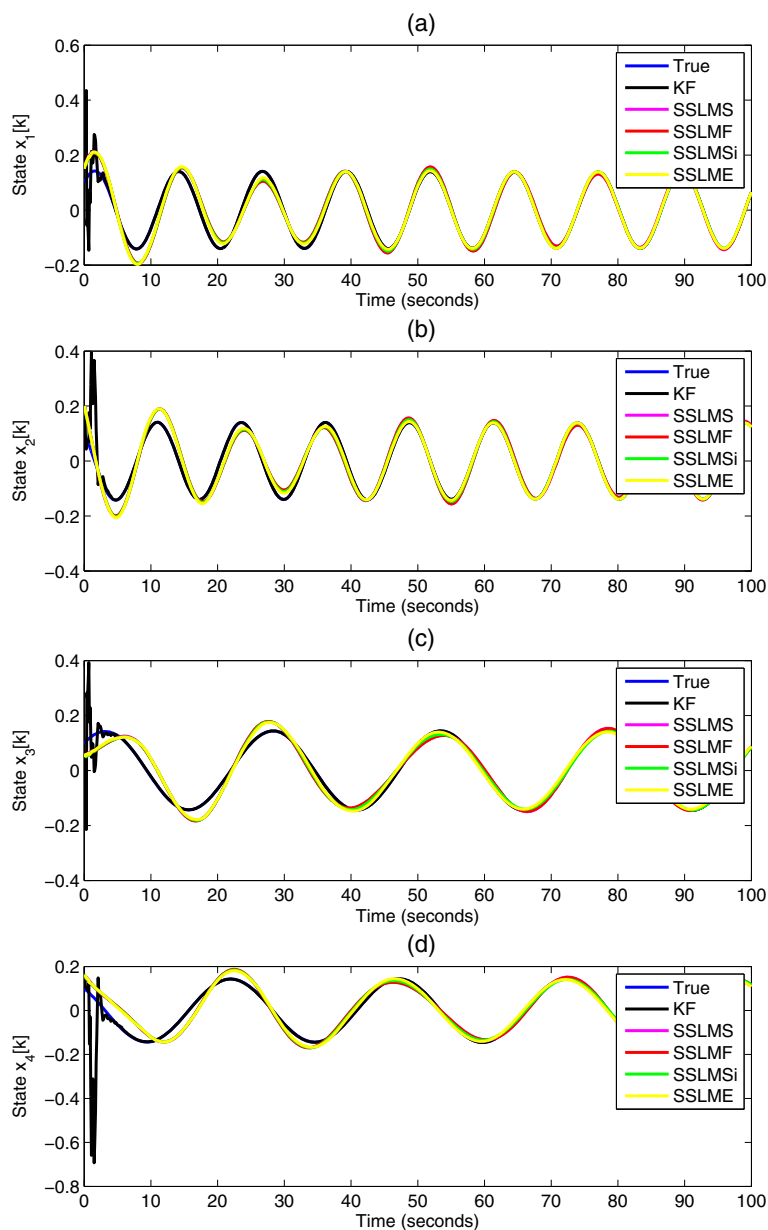 (a)
0.6
0.4
0.2
0
−0.2
State x1[k]
0 10 20 30 40 50 60 70 80 90 100
Time (seconds)
True
KF
SSLMS
SSLMF
SSLMSi
SSLME
(b)
0.4
0.2
0
−0.2
−0.4
State x2[k]
0 10 20 30 40 50 60 70 80 90 100
Time (seconds)
True
KF
SSLMS
SSLMF
SSLMSi
SSLME
(c)
0.4
0.2
0
−0.2
−0.4
State x3[k]
0 10 20 30 40 50 60 70 80 90 100
Time (seconds)
True
KF
SSLMS
SSLMF
SSLMSi
SSLME
(d)
0.2
0
−0.2
−0.4
−0.6
−0.8
State x4[k]
0 10 20 30 40 50 60 70 80 90 100
Time (seconds)
True
KF
SSLMS
SSLMF
SSLMSi
SSLME